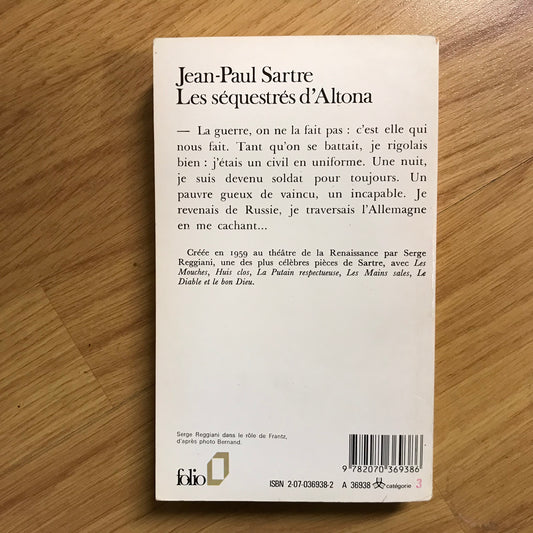 Jean-Paul Sartre
Les séquestrés d'Altona
— La guerre, on ne la fait pas : c'est elle qui
nous fait. Tant qu'on se battait, je rigolais
bien : j'étais un civil en uniforme. Une nuit,
je suis devenu soldat pour toujours. Un
pauvre gueux de vaincu, un incapable. Je
revenais de Russie, je traversais l'Allemagne
en me cachant...
Créée en 1959 au théâtre de la Renaissance par Serge
Reggiani, une des plus célèbres pièces de Sartre, avec Les
Mouches, Huis clos, La Putain respectueuse, Les Mains sales, Le
Diable et le bon Dieu.
Serge Reggiani dans le rôle de Frantz,
d'après photo Bernand.
folio
9 782070 369386
ISBN 2-07-036938-2 A 36938 catégorie 3